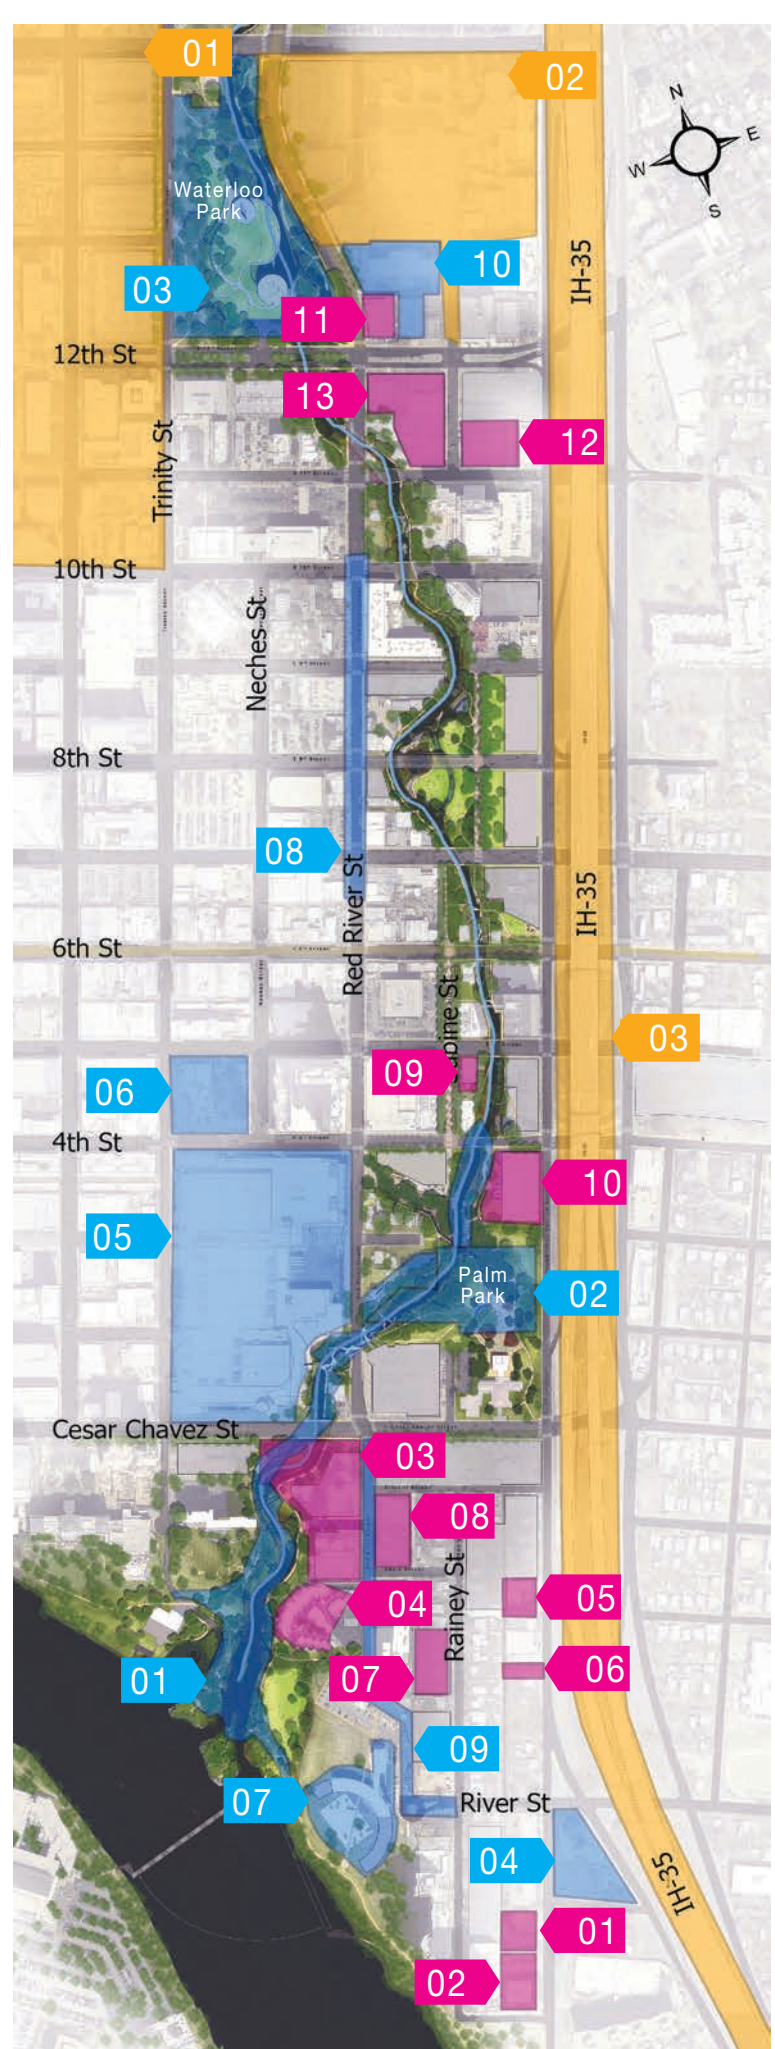 01
02
N
E
W
S
Waterloo
Park
10
IH-35
03
11
12th St
13
12
Trinity St
10th St
Neches St
8th St
08
Red River St
IH-35
6th St
Sabine St
03
09
06
4th St
10
05
Palm
Park
02
Cesar Chavez St
03
08
Rainey St
05
04
06
07
01
09
07
River St
04
IH-35
01
02